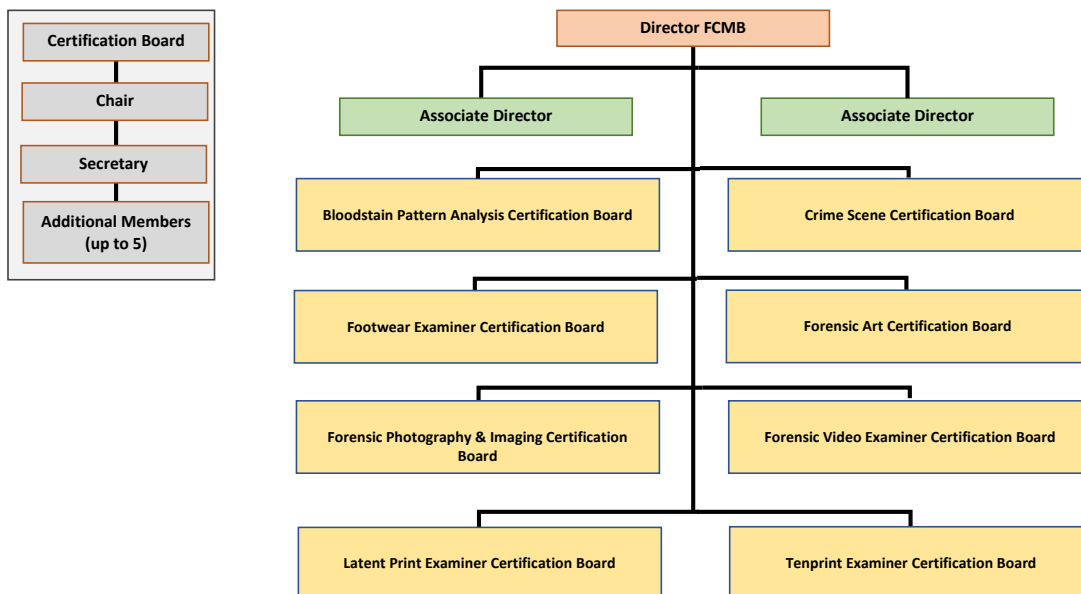 Certification Board
Chair
Secretary
Additional Members
(up to 5)
Director FCMB
Associate Director
Associate Director
Bloodstain Pattern Analysis Certification Board
Crime Scene Certification Board
Footwear Examiner Certification Board
Forensic Art Certification Board
Forensic Photography & Imaging Certification
Board
Forensic Video Examiner Certification Board
Latent Print Examiner Certification Board
Tenprint Examiner Certification Board